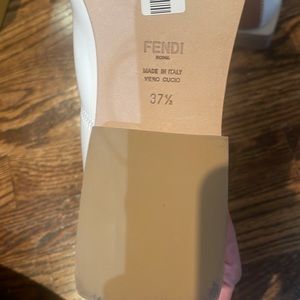 FENDI
ROMA
MADE IN ITALY
VERO CUOIO
37½